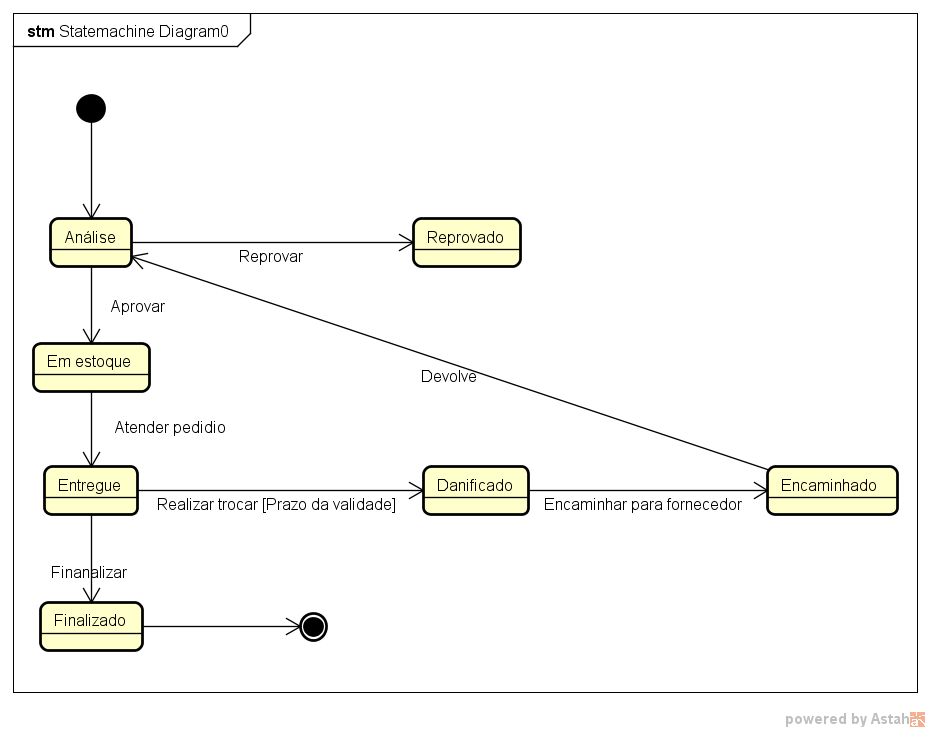 stm Statemachine Diagram0
Análise
Reprovado
Reprovar
Aprovar
Em estoque
Devolve
Atender pedidio
Entregue
Danificado
Encaminhado
Realizar trocar [Prazo da validade]
Encaminhar para fornecedor
Finanalizar
Finalizado
powered by Astah